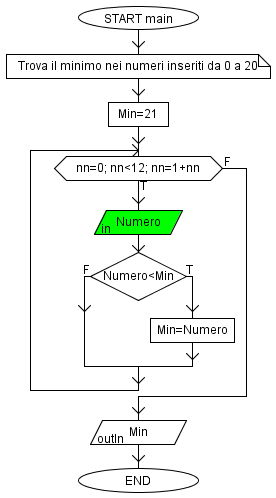 START main
Trova il minimo nei numeri inseriti da 0 a 20
Min=21
nn=0; nn<12; nn=1+nn
F
T
Numero
in
F
Numero<Min
T
Min=Numero
Min
outln
END